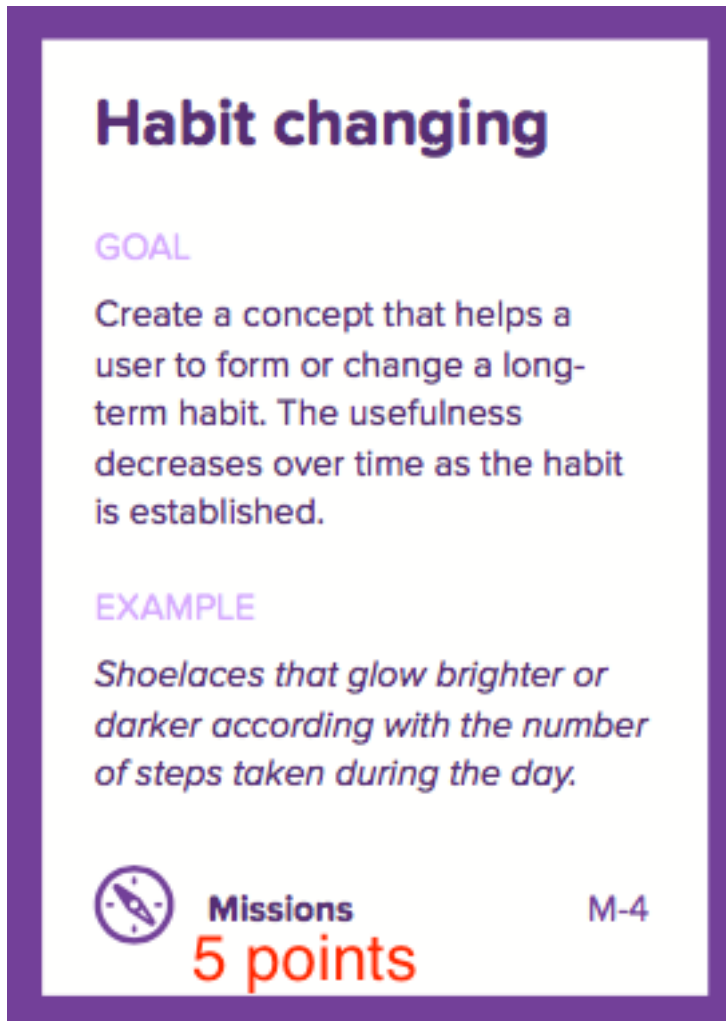 Habit changing
GOAL
Create a concept that helps a
user to form or change a long-
term habit. The usefulness
decreases over time as the habit
is established.
EXAMPLE
Shoelaces that glow brighter or
darker according with the number
of steps taken during the day.
Missions M-4
5 points